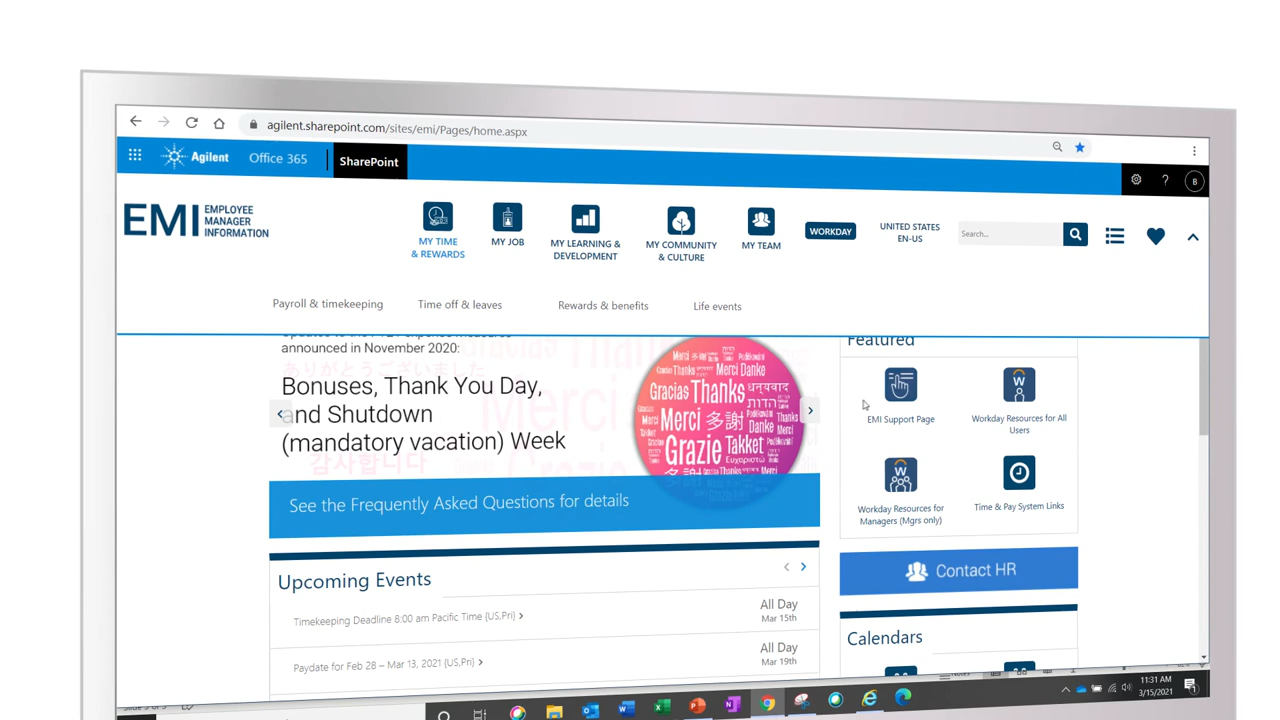 agilent.sharepoint.com/sites/emi/Pages/home.aspx
Agilent
Office 365
SharePoint
B
EMI
EMPLOYEE
MANAGER
INFORMATION
MY TIME
& REWARDS
MY JOB
MY LEARNING &
DEVELOPMENT
MY COMMUNITY
& CULTURE
MY TEAM
WORKDAY
UNITED STATES
EN-US
Search...
Payroll & timekeeping
Time off & leaves
Rewards & benefits
Life events
announced in November 2020:
Bonuses, Thank You Day,
and Shutdown
(mandatory vacation) Week
Gracias Thanks
Merci 多謝
Grazie Takket
Merci Danke
See the Frequently Asked Questions for details
Featured
EMI Support Page
Workday Resources for All
Users
Workday Resources for
Managers (Mgrs only)
Time & Pay System Links
Contact HR
Upcoming Events
Timekeeping Deadline 8:00 am Pacific Time (US,Pri)
All Day
Mar 15th
Paydate for Feb 28 – Mar 13, 2021 (US,Pri)
All Day
Mar 19th
Calendars
11:31 AM
3/15/2021